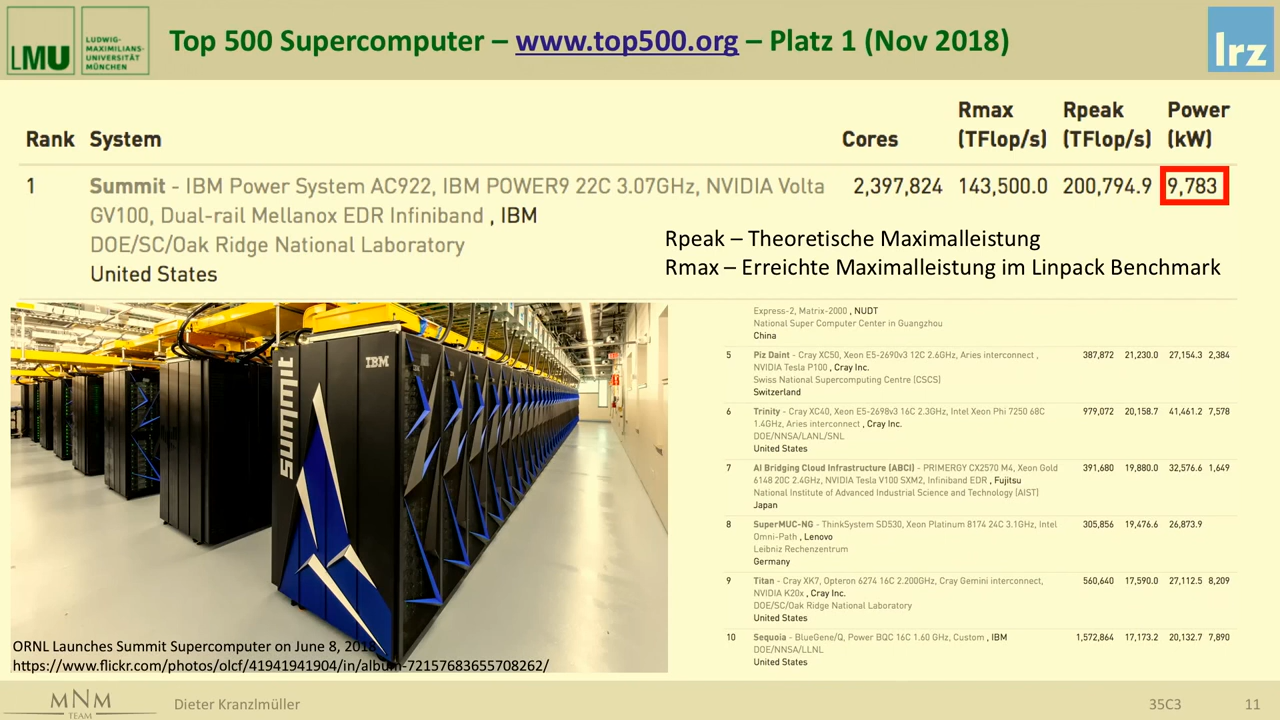 LMU
LUDWIG-
MAXIMILIANS-
UNIVERSITÄT
MÜNCHEN
Top 500 Supercomputer – www.top500.org – Platz 1 (Nov 2018)
lrz
Rank System Cores Rmax (TFlop/s) Rpeak (TFlop/s) Power (kW)
1 Summit - IBM Power System AC922, IBM POWER9 22C 3.07GHz, NVIDIA Volta 2,397,824 143,500.0 200,794.9 9,783
GV100, Dual-rail Mellanox EDR Infiniband , IBM
DOE/SC/Oak Ridge National Laboratory
United States
Rpeak – Theoretische Maximalleistung
Rmax – Erreichte Maximalleistung im Linpack Benchmark
summit
IBM
ORNL Launches Summit Supercomputer on June 8, 2018
https://www.flickr.com/photos/olcf/41941941904/in/album-72157683655708262/
Express-2, Matrix-2000 , NUDT
National Super Computer Center in Guangzhou
China
5 Piz Daint - Cray XC50, Xeon E5-2690v3 12C 2.6GHz, Aries interconnect , 387,872 21,230.0 27,154.3 2,384
NVIDIA Tesla P100 , Cray Inc.
Swiss National Supercomputing Centre (CSCS)
Switzerland
6 Trinity - Cray XC40, Xeon E5-2698v3 16C 2.3GHz, Intel Xeon Phi 7250 68C 979,072 20,158.7 41,461.2 7,578
1.4GHz, Aries interconnect , Cray Inc.
DOE/NNSA/LANL/SNL
United States
7 AI Bridging Cloud Infrastructure (ABCI) - PRIMERGY CX2570 M4, Xeon Gold 391,680 19,880.0 32,576.6 1,649
6148 20C 2.4GHz, NVIDIA Tesla V100 SXM2, Infiniband EDR , Fujitsu
National Institute of Advanced Industrial Science and Technology (AIST)
Japan
8 SuperMUC-NG - ThinkSystem SD530, Xeon Platinum 8174 24C 3.1GHz, Intel 305,856 19,476.6 26,873.9
Omni-Path , Lenovo
Leibniz Rechenzentrum
Germany
9 Titan - Cray XK7, Opteron 6274 16C 2.200GHz, Cray Gemini interconnect, 560,640 17,590.0 27,112.5 8,209
NVIDIA K20x , Cray Inc.
DOE/SC/Oak Ridge National Laboratory
United States
10 Sequoia - BlueGene/Q, Power BQC 16C 1.60 GHz, Custom , IBM 1,572,864 17,173.2 20,132.7 7,890
DOE/NNSA/LLNL
United States
MNM
TEAM
Dieter Kranzlmüller
35C3
11